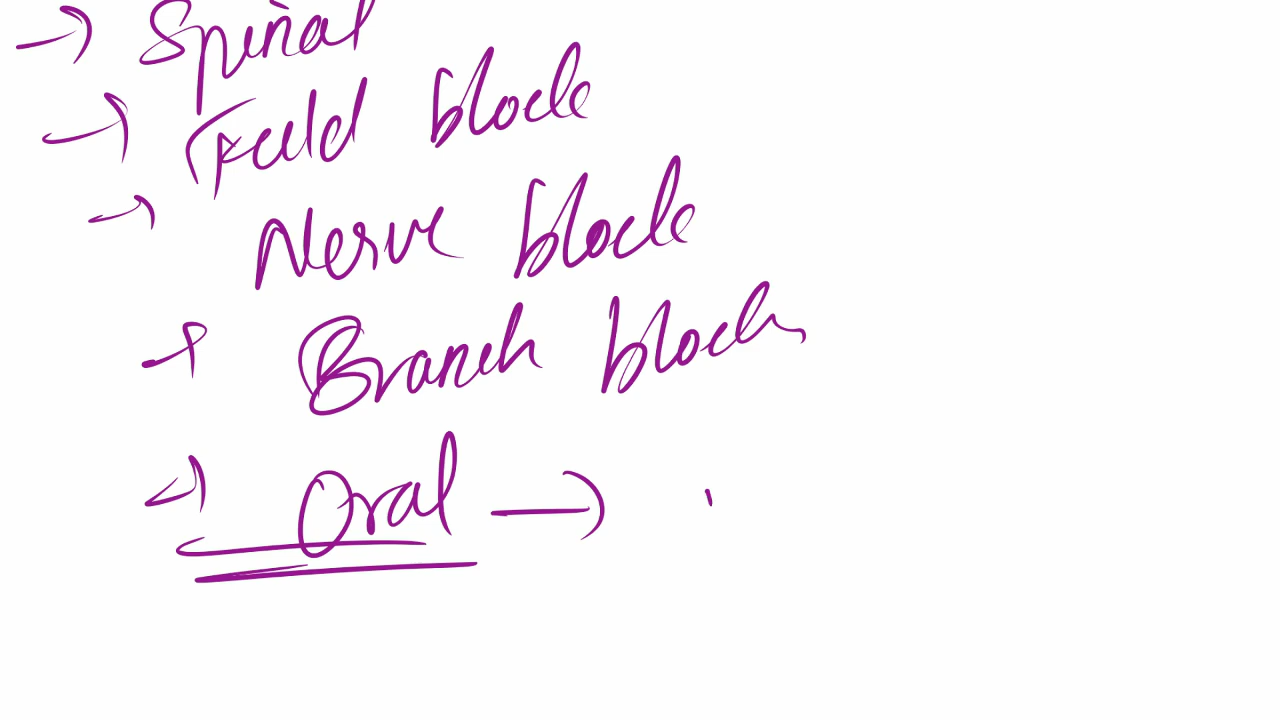 → Spinal
→ Field block
→ Nerve block
→ Branch block
→ Oral →